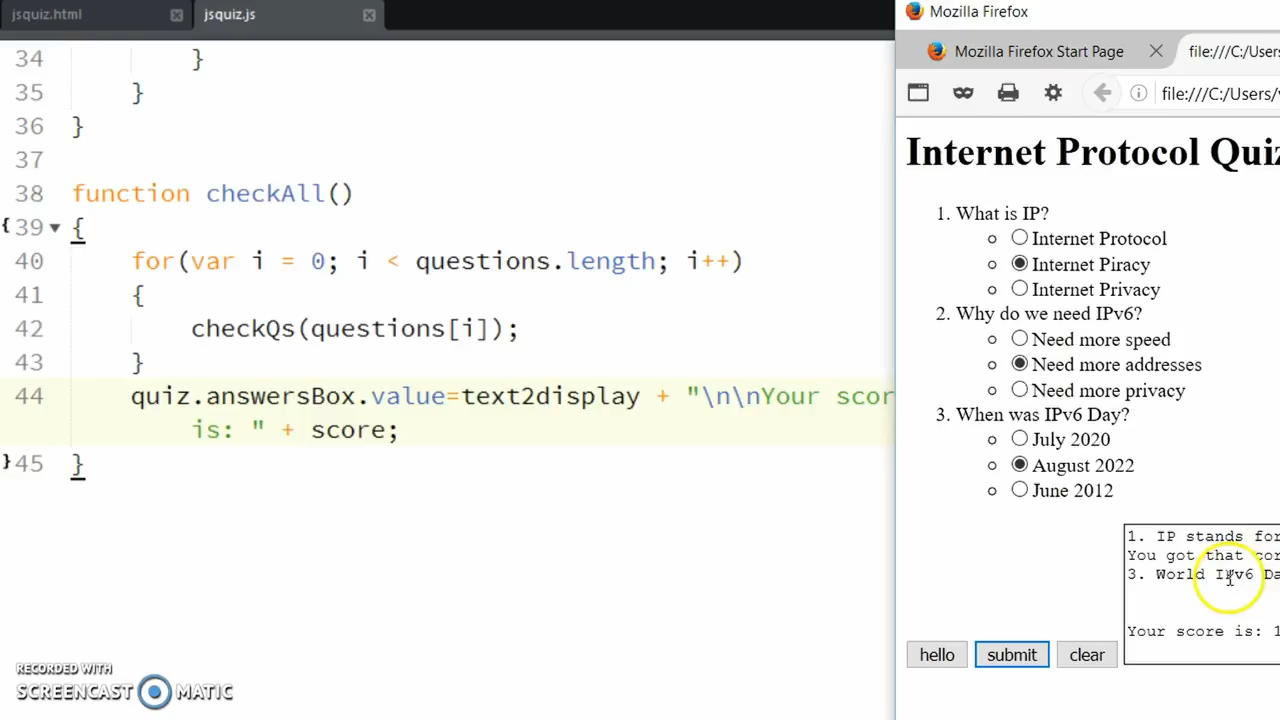 jsquiz.html
jsquiz.js
34 }
35 }
36 }
37
38 function checkAll()
39 {
40 for(var i = 0; i < questions.length; i++)
41 {
42 checkQs(questions[i]);
43 }
44 quiz.answersBox.value=text2display + "\n\nYour scor
is: " + score;
45 }
RECORDED WITH
SCREENCAST MATIC
Mozilla Firefox
Mozilla Firefox Start Page
file:///C:/Users
file:///C:/Users/
Internet Protocol Quiz
1. What is IP?
Internet Protocol
Internet Piracy
Internet Privacy
2. Why do we need IPv6?
Need more speed
Need more addresses
Need more privacy
3. When was IPv6 Day?
July 2020
August 2022
June 2012
1. IP stands for
You got that cor
3. World IPv6 Da
Your score is: 1
hello
submit
clear